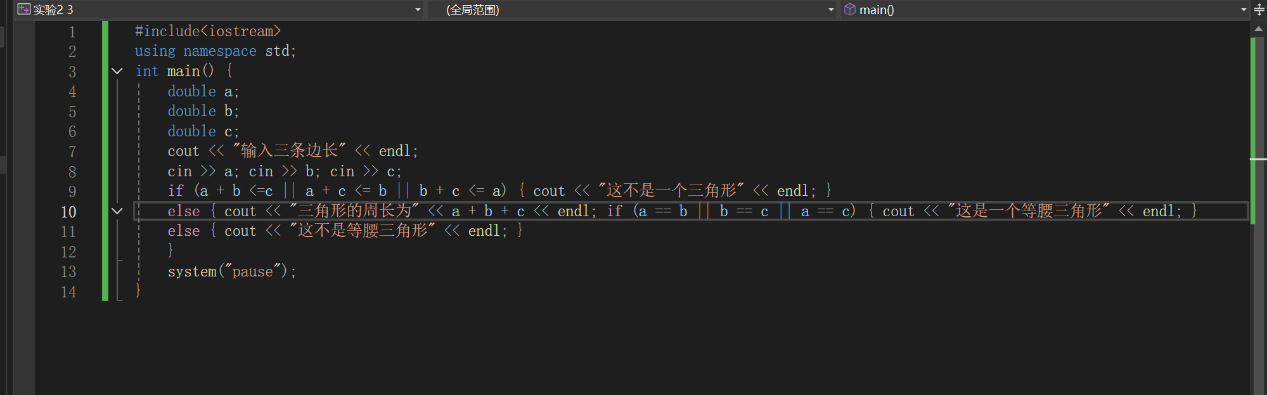 实验2 3 (全局范围) main()
1 #include<iostream>
2 using namespace std;
3 int main() {
4 double a;
5 double b;
6 double c;
7 cout << "输入三条边长" << endl;
8 cin >> a; cin >> b; cin >> c;
9 if (a + b <=c || a + c <= b || b + c <= a) { cout << "这不是一个三角形" << endl; }
10 else { cout << "三角形的周长为" << a + b + c << endl; if (a == b || b == c || a == c) { cout << "这是一个等腰三角形" << endl; }
11 else { cout << "这不是等腰三角形" << endl; }
12 }
13 system("pause");
14 }